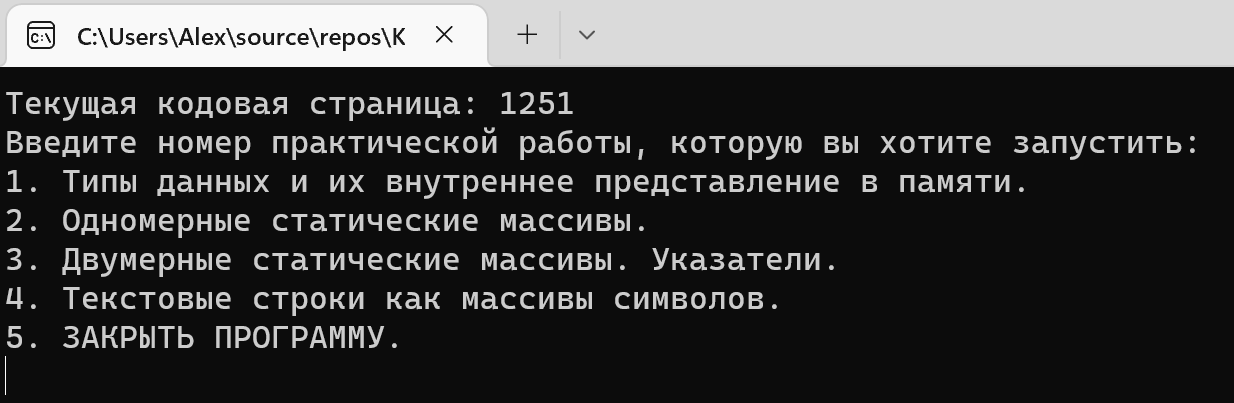 C:\Users\Alex\source\repos\K
Текущая кодовая страница: 1251
Введите номер практической работы, которую вы хотите запустить:
1. Типы данных и их внутреннее представление в памяти.
2. Одномерные статические массивы.
3. Двумерные статические массивы. Указатели.
4. Текстовые строки как массивы символов.
5. ЗАКРЫТЬ ПРОГРАММУ.